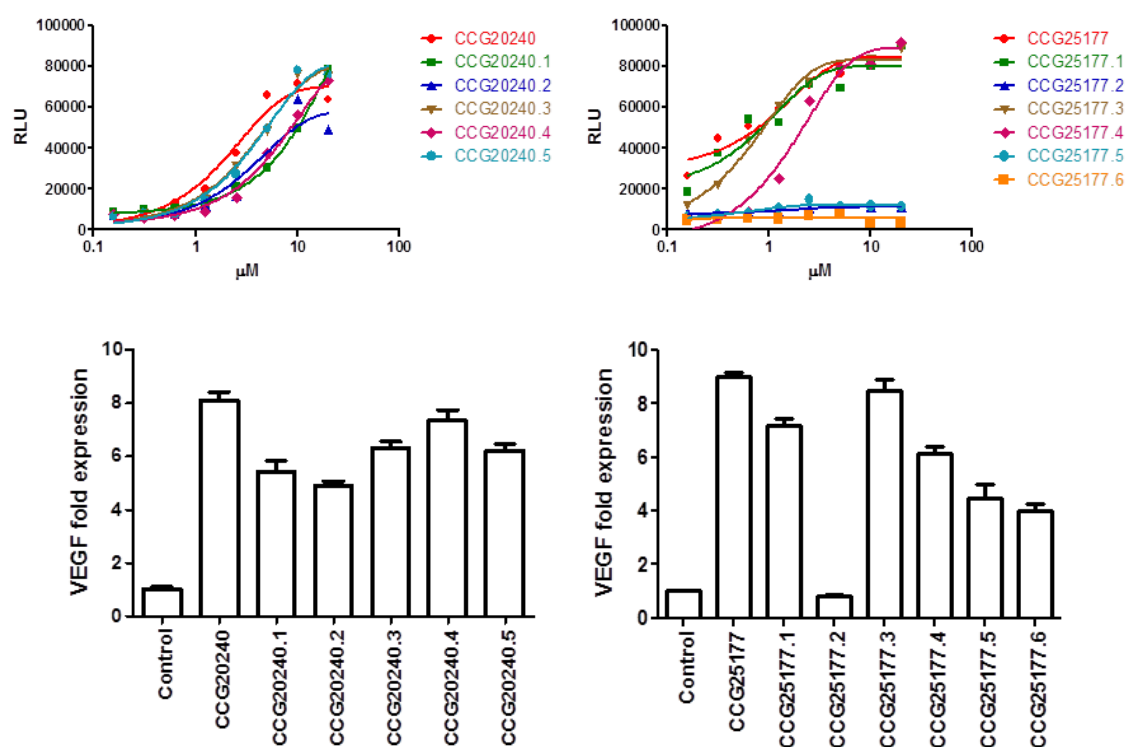 100000
80000
60000
40000
20000
0
RLU
0.1
1
10
100
μM
CCG20240
CCG20240.1
CCG20240.2
CCG20240.3
CCG20240.4
CCG20240.5
100000
80000
60000
40000
20000
0
RLU
0.1
1
10
100
μM
CCG25177
CCG25177.1
CCG25177.2
CCG25177.3
CCG25177.4
CCG25177.5
CCG25177.6
10
8
6
4
2
0
VEGF fold expression
Control
CCG20240
CCG20240.1
CCG20240.2
CCG20240.3
CCG20240.4
CCG20240.5
10
8
6
4
2
0
VEGF fold expression
Control
CCG25177
CCG25177.1
CCG25177.2
CCG25177.3
CCG25177.4
CCG25177.5
CCG25177.6